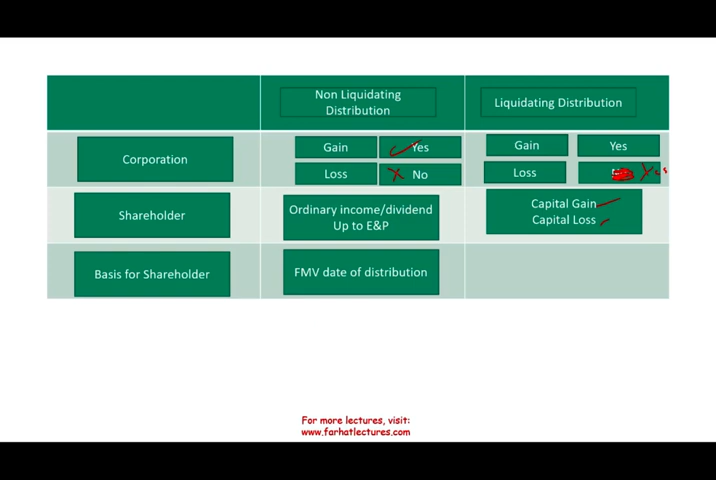 Non Liquidating
Distribution
Liquidating Distribution
Corporation
Gain
Yes
Loss
No
Gain
Yes
Loss
Yes
Shareholder
Ordinary income/dividend
Up to E&P
Capital Gain
Capital Loss
Basis for Shareholder
FMV date of distribution
For more lectures, visit:
www.farhatlectures.com